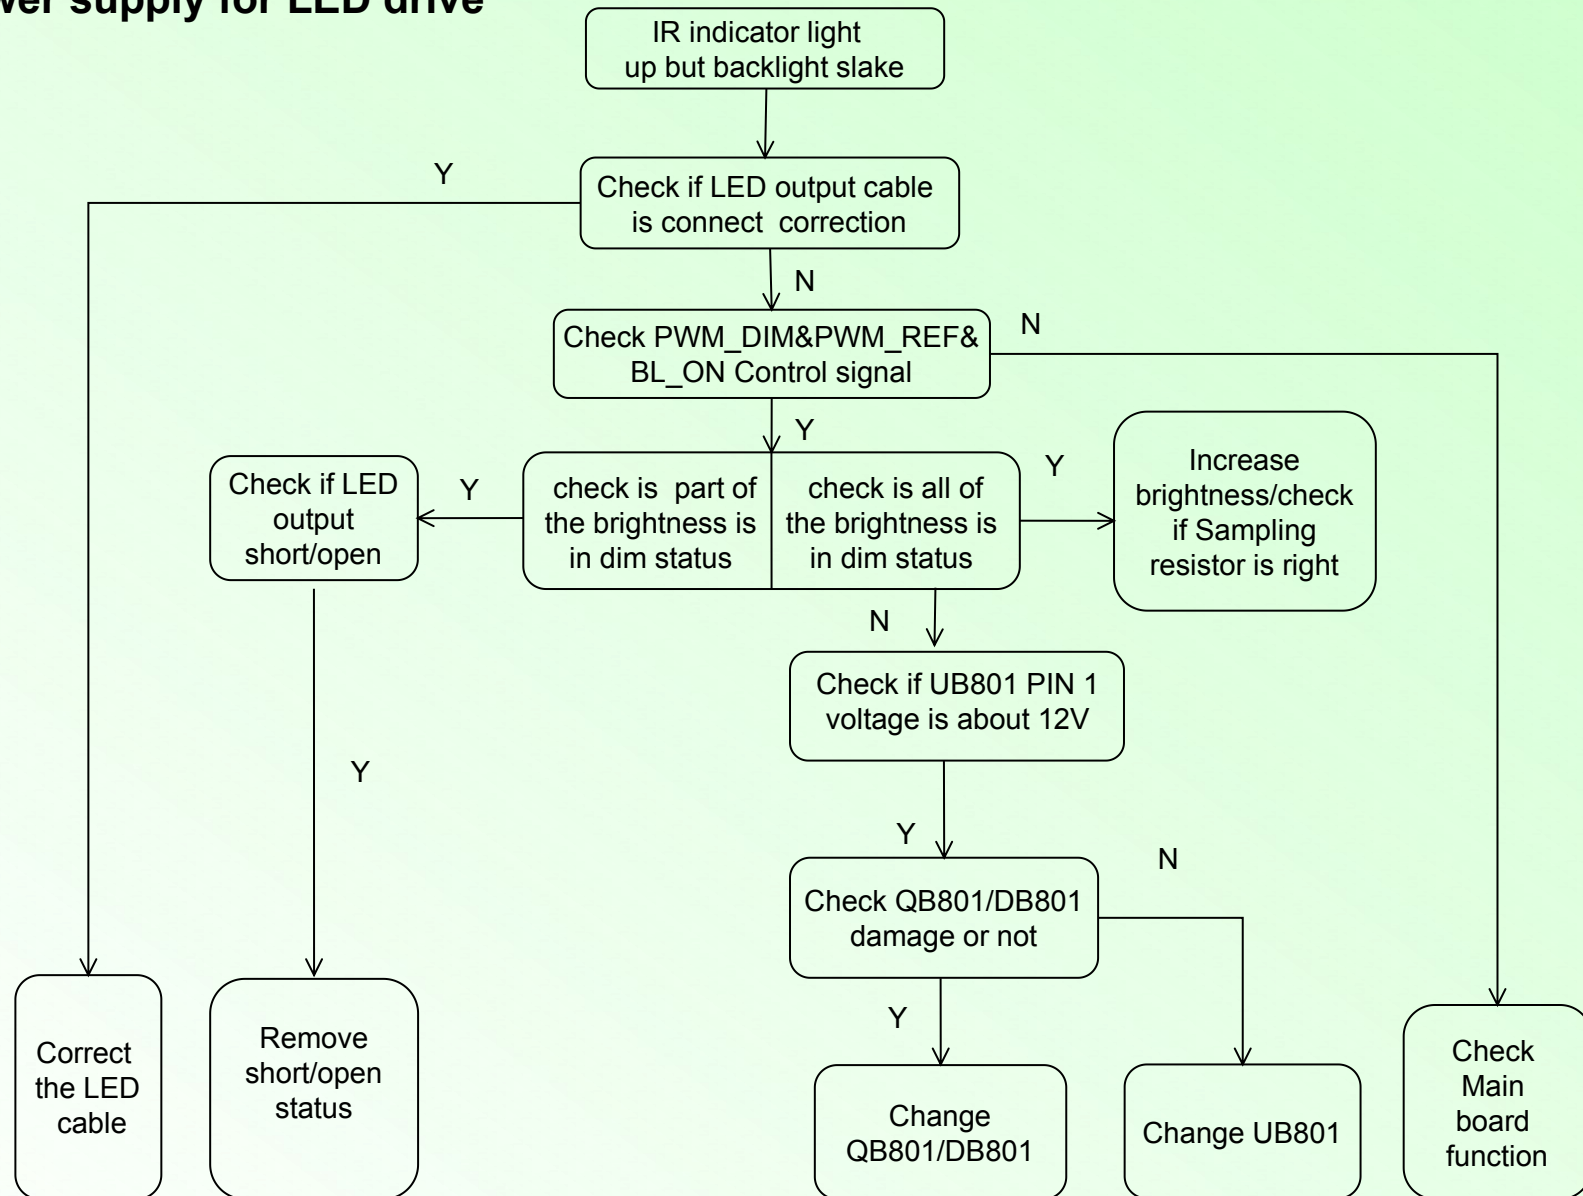 supply for LED drive
IR indicator light
up but backlight slake
Y
Check if LED output cable
is connect correction
N
Check PWM_DIM&PWM_REF&
BL_ON Control signal
N
Y
Check if LED
output
short/open
Y
check is part of
the brightness is
in dim status
check is all of
the brightness is
in dim status
Y
Increase
brightness/check
if Sampling
resistor is right
N
Check if UB801 PIN 1
voltage is about 12V
Y
Y
Check QB801/DB801
damage or not
N
Y
Correct
the LED
cable
Remove
short/open
status
Change
QB801/DB801
Change UB801
Check
Main
board
function